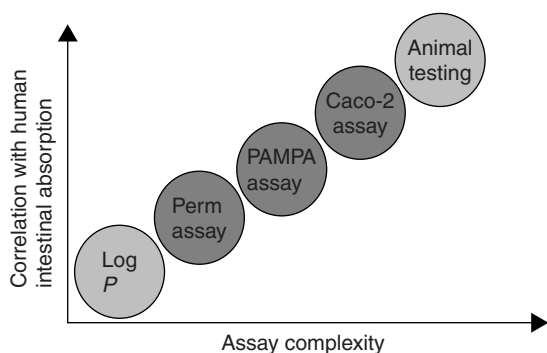 Correlation with human
intestinal absorption
Animal
testing
Caco-2
assay
PAMPA
assay
Perm
assay
Log
P
Assay complexity